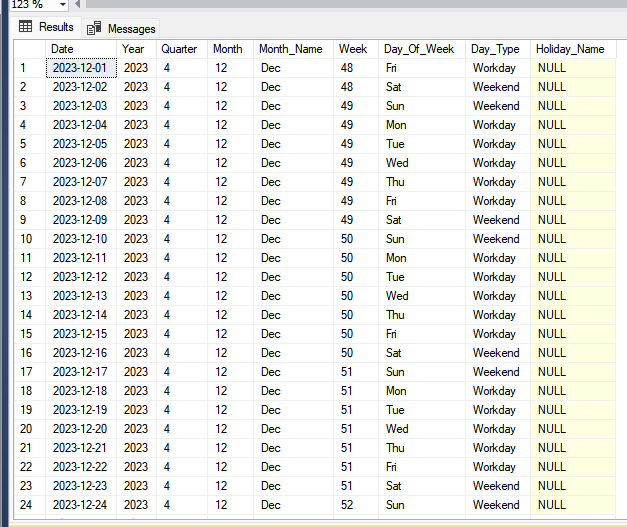 123 %
Results Messages
Date Year Quarter Month Month_Name Week Day_Of_Week Day_Type Holiday_Name
1 2023-12-01 2023 4 12 Dec 48 Fri Workday NULL
2 2023-12-02 2023 4 12 Dec 48 Sat Weekend NULL
3 2023-12-03 2023 4 12 Dec 49 Sun Weekend NULL
4 2023-12-04 2023 4 12 Dec 49 Mon Workday NULL
5 2023-12-05 2023 4 12 Dec 49 Tue Workday NULL
6 2023-12-06 2023 4 12 Dec 49 Wed Workday NULL
7 2023-12-07 2023 4 12 Dec 49 Thu Workday NULL
8 2023-12-08 2023 4 12 Dec 49 Fri Workday NULL
9 2023-12-09 2023 4 12 Dec 49 Sat Weekend NULL
10 2023-12-10 2023 4 12 Dec 50 Sun Weekend NULL
11 2023-12-11 2023 4 12 Dec 50 Mon Workday NULL
12 2023-12-12 2023 4 12 Dec 50 Tue Workday NULL
13 2023-12-13 2023 4 12 Dec 50 Wed Workday NULL
14 2023-12-14 2023 4 12 Dec 50 Thu Workday NULL
15 2023-12-15 2023 4 12 Dec 50 Fri Workday NULL
16 2023-12-16 2023 4 12 Dec 50 Sat Weekend NULL
17 2023-12-17 2023 4 12 Dec 51 Sun Weekend NULL
18 2023-12-18 2023 4 12 Dec 51 Mon Workday NULL
19 2023-12-19 2023 4 12 Dec 51 Tue Workday NULL
20 2023-12-20 2023 4 12 Dec 51 Wed Workday NULL
21 2023-12-21 2023 4 12 Dec 51 Thu Workday NULL
22 2023-12-22 2023 4 12 Dec 51 Fri Workday NULL
23 2023-12-23 2023 4 12 Dec 51 Sat Weekend NULL
24 2023-12-24 2023 4 12 Dec 52 Sun Weekend NULL